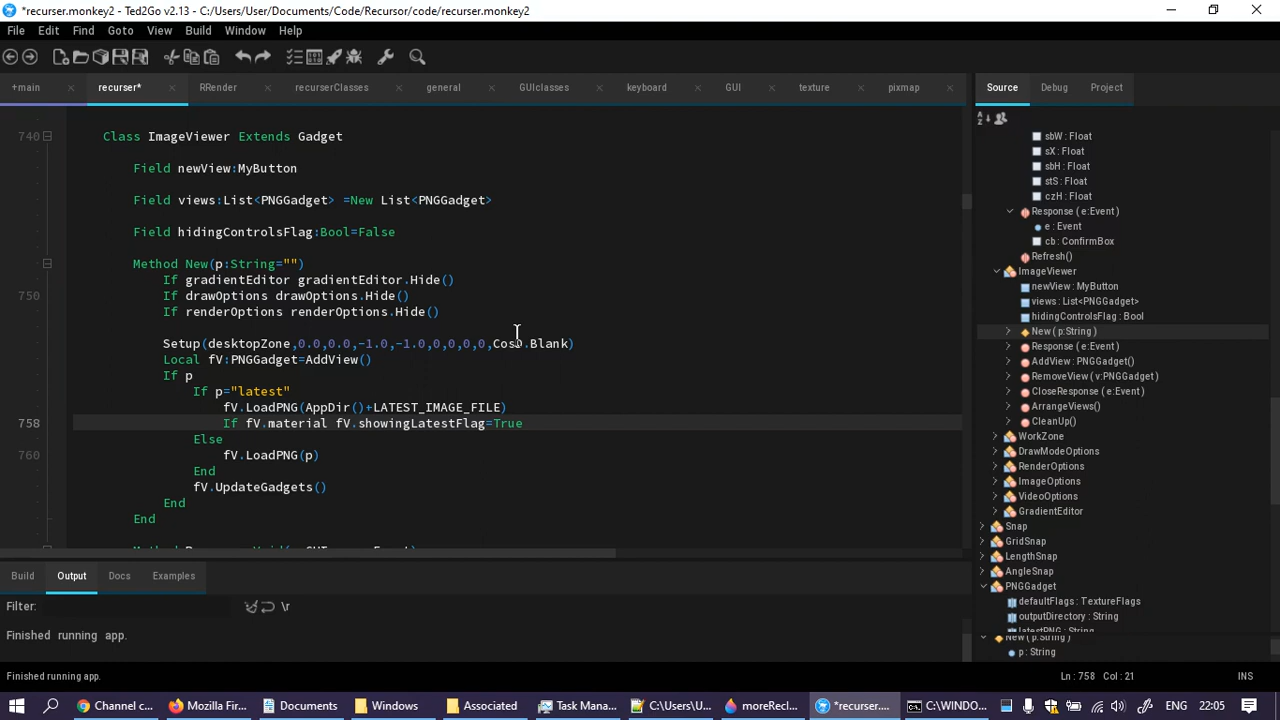 *recurser.monkey2 - Ted2Go v2.13 - C:/Users/User/Documents/Code/Recursor/code/recurser.monkey2
File Edit Find Goto View Build Window Help
+main recurser* RRender recurserClasses general GUIclasses keyboard GUI texture pixmap
Source Debug Project
740 Class ImageViewer Extends Gadget
Field newView:MyButton
Field views:List<PNGGadget> =New List<PNGGadget>
Field hidingControlsFlag:Bool=False
Method New(p:String="")
If gradientEditor gradientEditor.Hide()
750 If drawOptions drawOptions.Hide()
If renderOptions renderOptions.Hide()
Setup(desktopZone,0.0,0.0,-1.0,-1.0,0,0,0,0,Cosh.Blank)
Local fV:PNGGadget=AddView()
If p
If p="latest"
fV.LoadPNG(AppDir()+LATEST_IMAGE_FILE)
758 If fV.material fV.showingLatestFlag=True
Else
760 fV.LoadPNG(p)
End
fV.UpdateGadgets()
End
End
sbW : Float
sX : Float
sbH : Float
stS : Float
czH : Float
Response ( e:Event )
e : Event
cb : ConfirmBox
Refresh()
ImageViewer
newView : MyButton
views : List<PNGGadget>
hidingControlsFlag : Bool
New ( p:String )
Response ( e:Event )
AddView : PNGGadget()
RemoveView ( v:PNGGadget )
CloseResponse ( e:Event )
ArrangeViews()
CleanUp()
WorkZone
DrawModeOptions
RenderOptions
ImageOptions
VideoOptions
GradientEditor
Snap
GridSnap
LengthSnap
AngleSnap
PNGGadget
defaultFlags : TextureFlags
outputDirectory : String
latestPNG : String
New ( p:String )
p : String
Build Output Docs Examples
Filter: \r
Finished running app.
Finished running app. Ln : 758 Col : 21 INS
Channel c... Mozilla Fir... Documents Windows Associated Task Mana... C:\Users\U... moreRecl... *recurser.... C:\WINDO... ENG 22:05